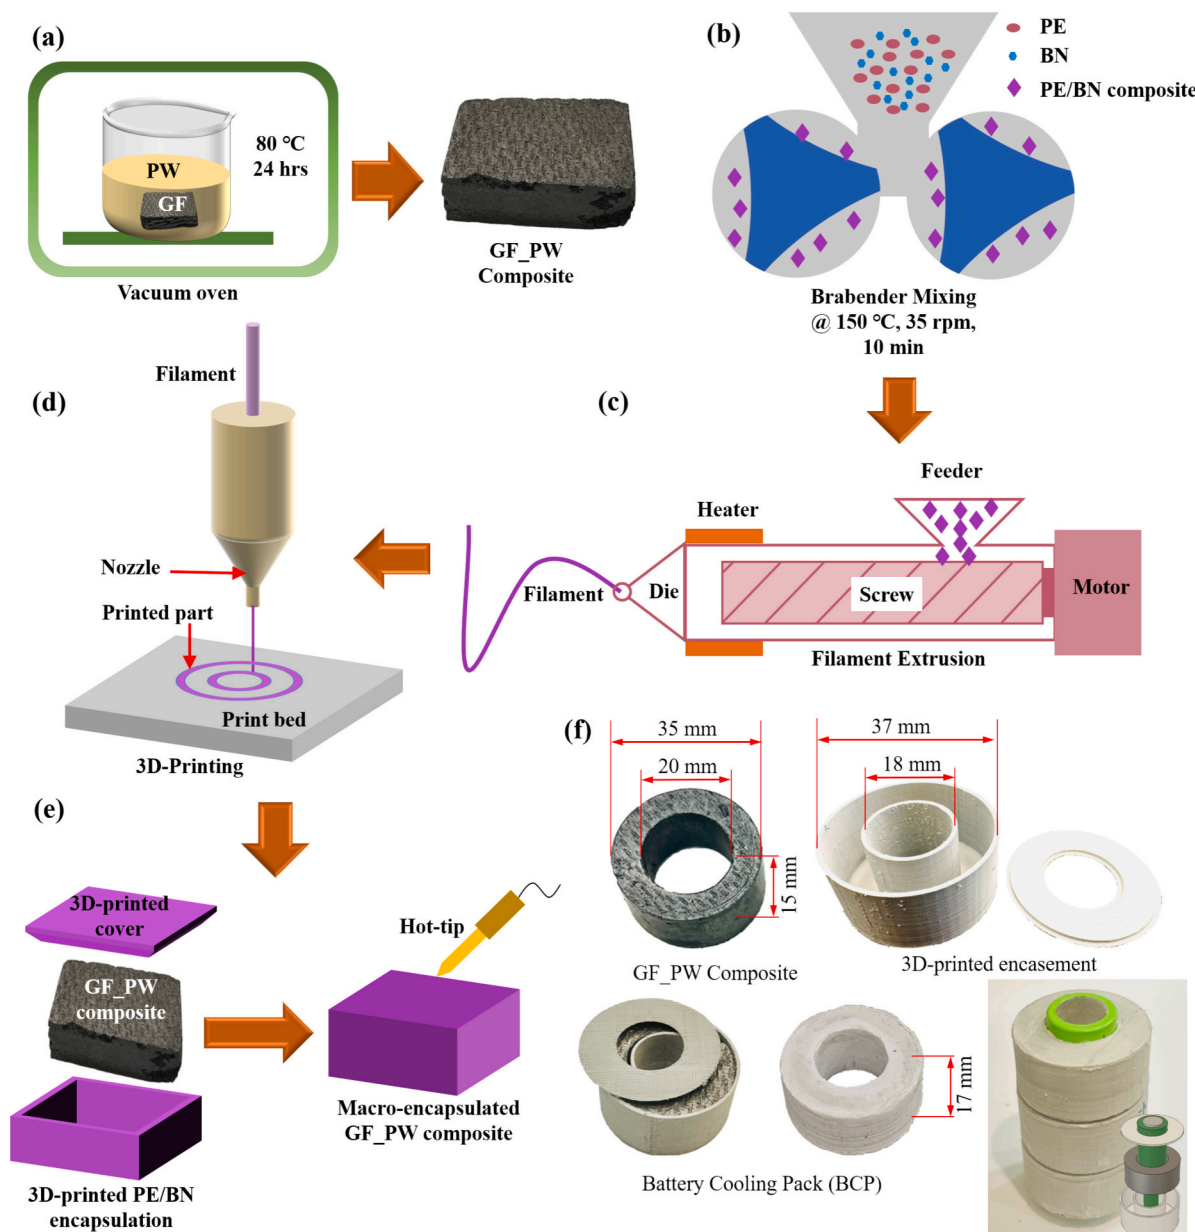 (a)
PW
GF
80 °C
24 hrs
Vacuum oven
GF_PW
Composite
(b)
PE
BN
PE/BN composite
Brabender Mixing
@ 150 °C, 35 rpm,
10 min
(c)
Feeder
Heater
Filament
Die
Screw
Motor
Filament Extrusion
(d)
Filament
Nozzle
Printed part
Print bed
3D-Printing
(e)
3D-printed
cover
GF_PW
composite
3D-printed PE/BN
encapsulation
Hot-tip
Macro-encapsulated
GF_PW composite
(f)
35 mm
20 mm
15 mm
GF_PW Composite
37 mm
18 mm
3D-printed encasement
17 mm
Battery Cooling Pack (BCP)